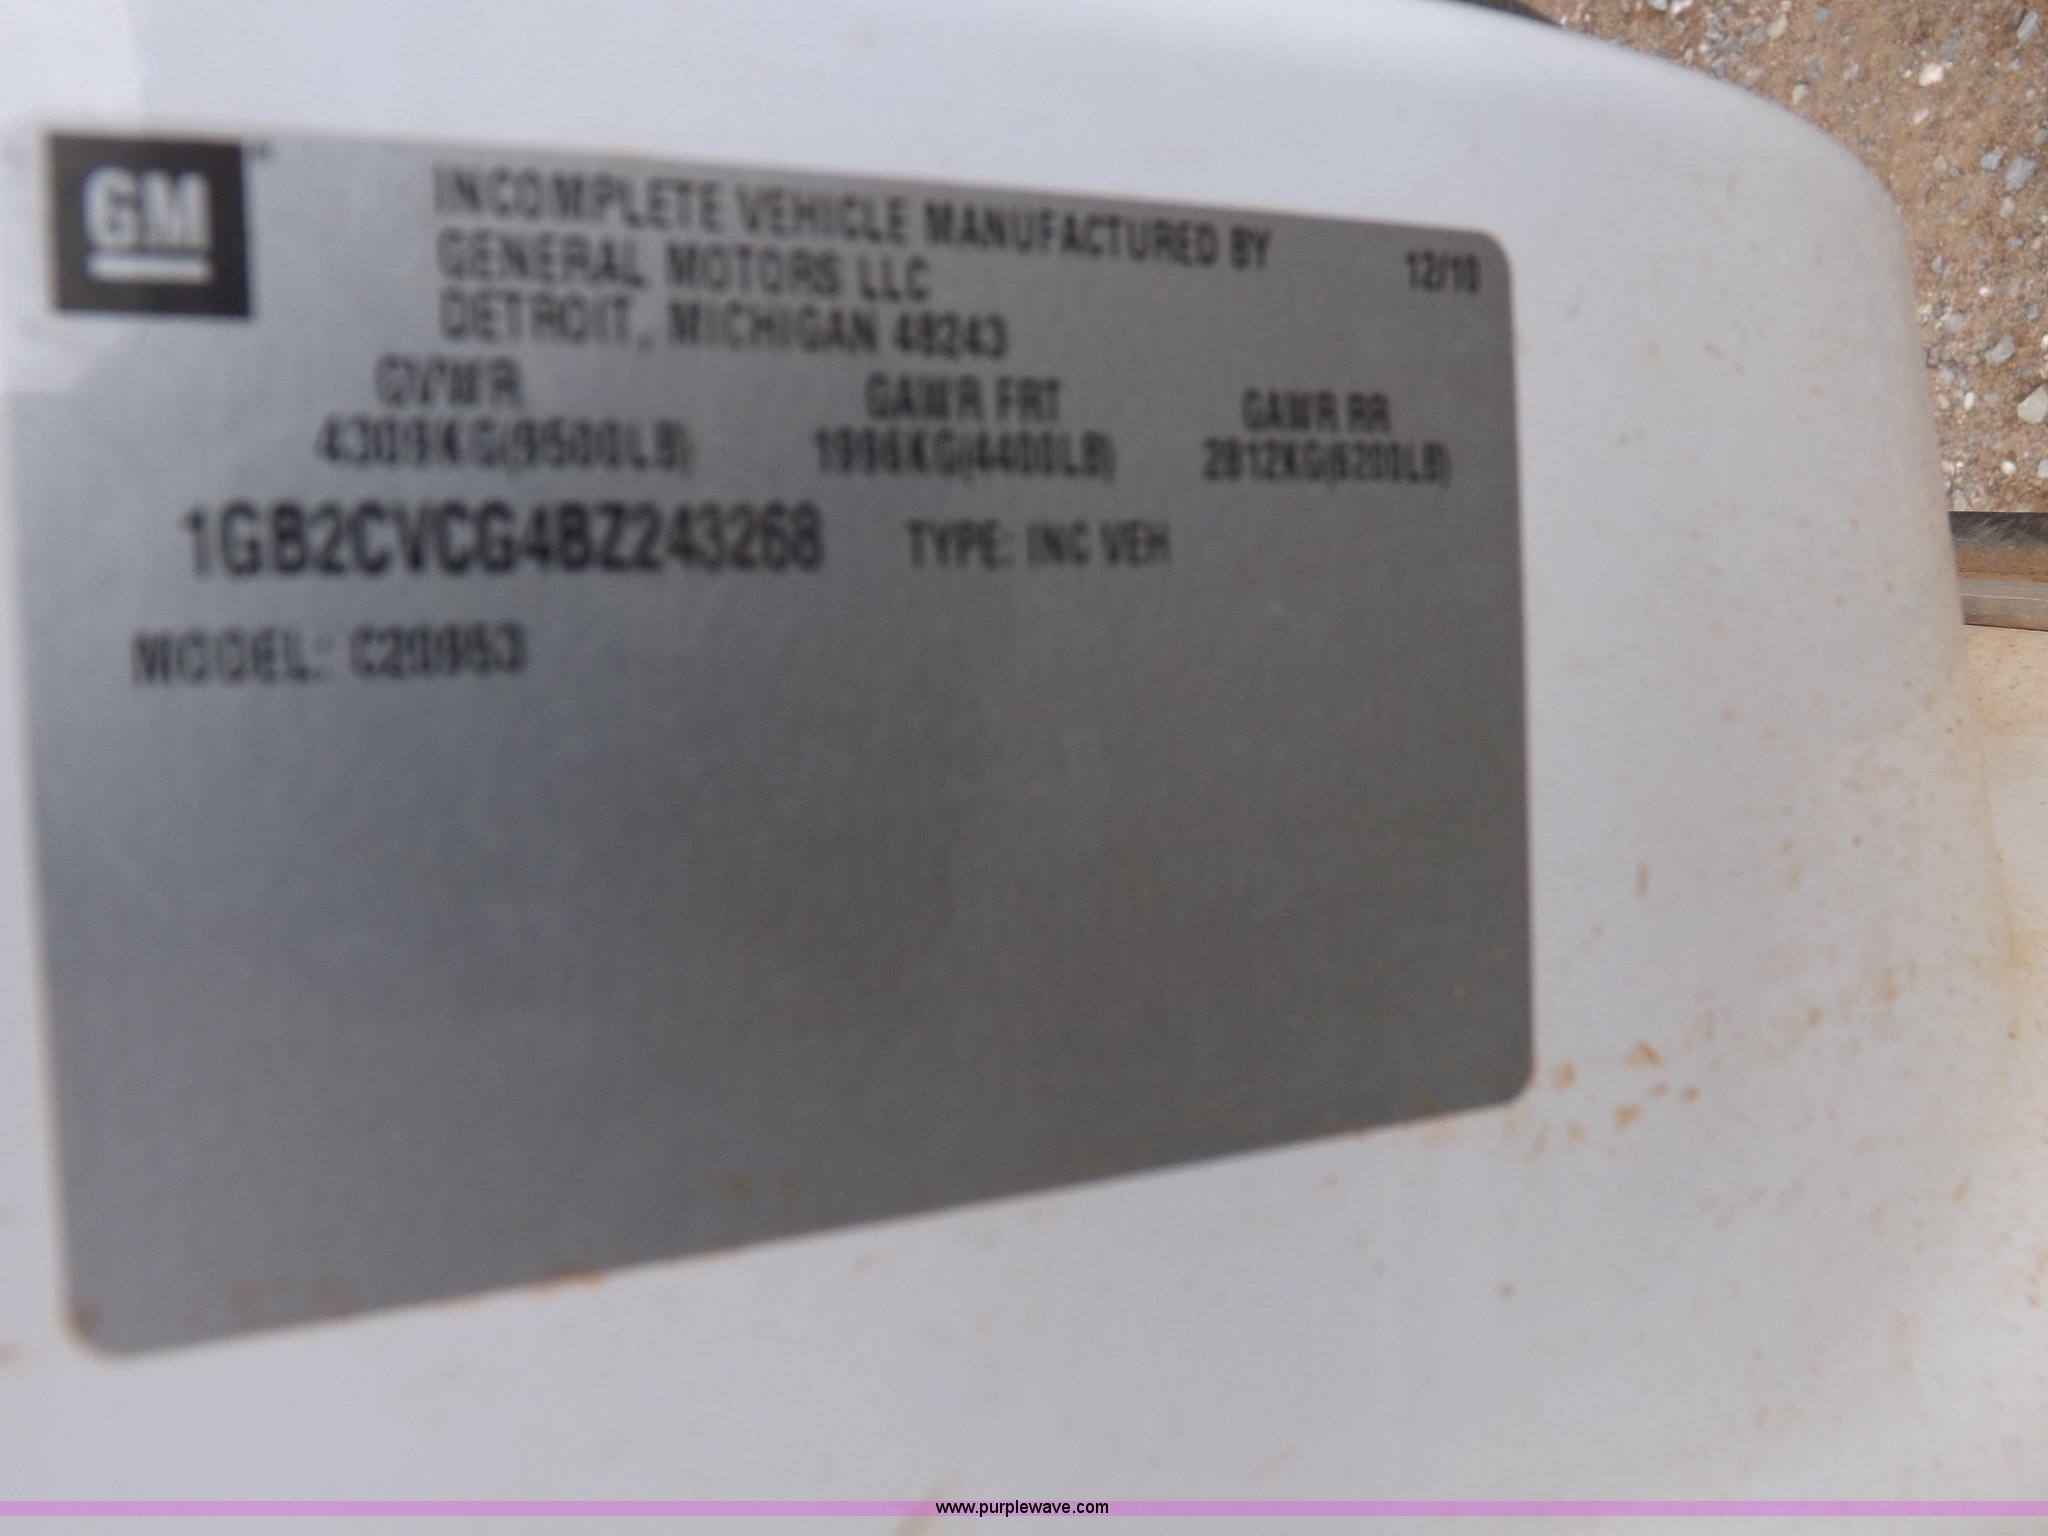 GM
INCOMPLETE VEHICLE MANUFACTURED BY
GENERAL MOTORS LLC
12/10
DETROIT, MICHIGAN 48243
GVWR GAWR FRT GAWR RR
4309KG(9500LB) 1996KG(4400LB) 2812KG(6200LB)
1GB2CVCG4BZ243268 TYPE: INC VEH
MODEL: C20953
www.purplewave.com